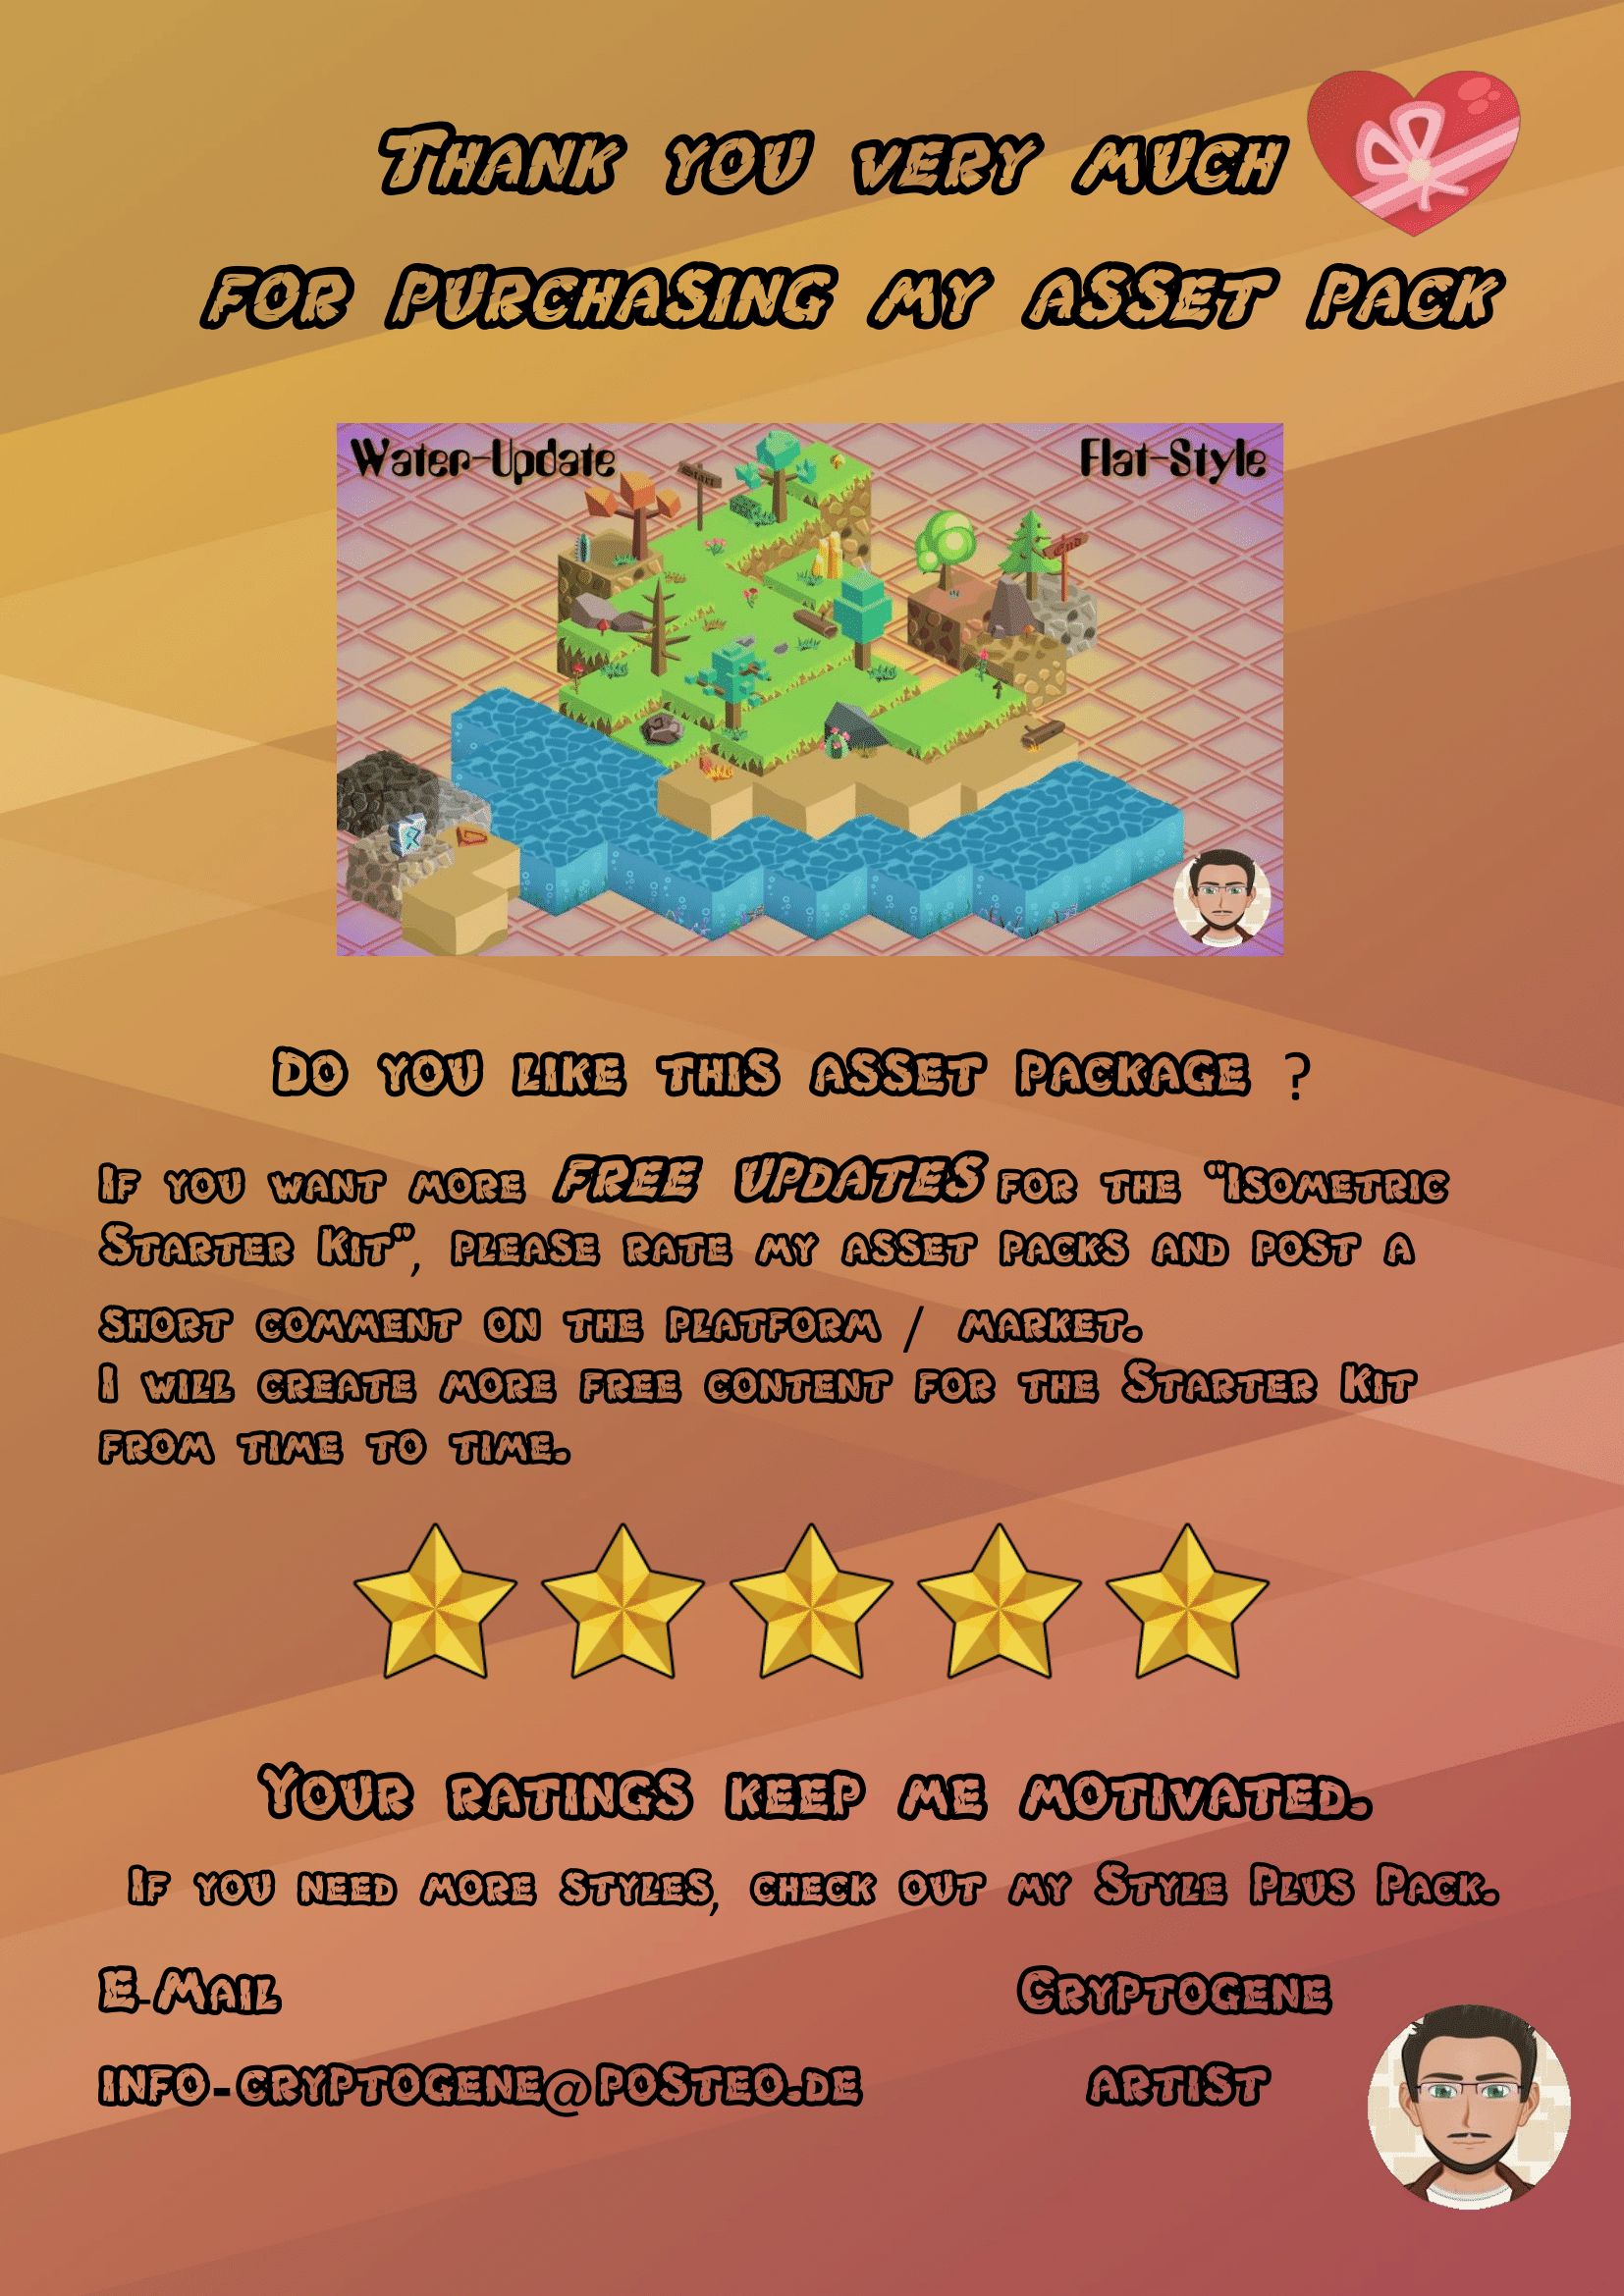 Thank you very much
for purchasing my asset pack
Water-Update
Flat-Style
Start
End
Do you like this asset package ?
If you want more FREE UPDATES for the "Isometric
Starter Kit", please rate my asset packs and post a
short comment on the platform / market.
I will create more free content for the Starter Kit
from time to time.
Your ratings keep me motivated.
If you need more styles, check out my Style Plus Pack.
E-Mail
Cryptogene
info-cryptogene@posteo.de
artist